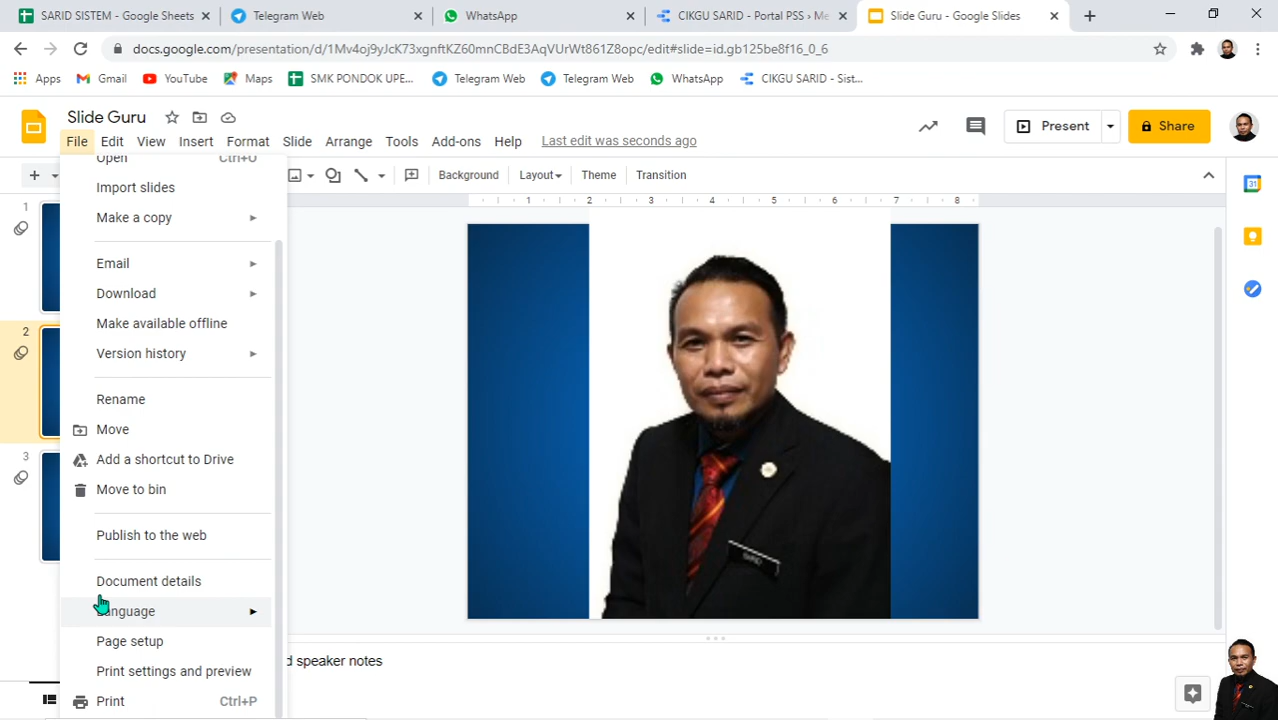 SARID SISTEM - Google Sheets
Telegram Web
WhatsApp
CIKGU SARID - Portal PSS › Me
Slide Guru - Google Slides
docs.google.com/presentation/d/1Mv4oj9yJcK73xgnftKZ60mnCBdE3AqVUrWt861Z8opc/edit#slide=id.gb125be8f16_0_6
Apps
Gmail
YouTube
Maps
SMK PONDOK UPE...
Telegram Web
Telegram Web
WhatsApp
CIKGU SARID - Sist...
Slide Guru
File Edit View Insert Format Slide Arrange Tools Add-ons Help Last edit was seconds ago
Present
Share
Background Layout Theme Transition
Open Ctrl+O
Import slides
Make a copy
Email
Download
Make available offline
Version history
Rename
Move
Add a shortcut to Drive
Move to bin
Publish to the web
Document details
Language
Page setup
Print settings and preview
Print Ctrl+P
1
2
3
1 2 3 4 5 6 7 8
31
d speaker notes